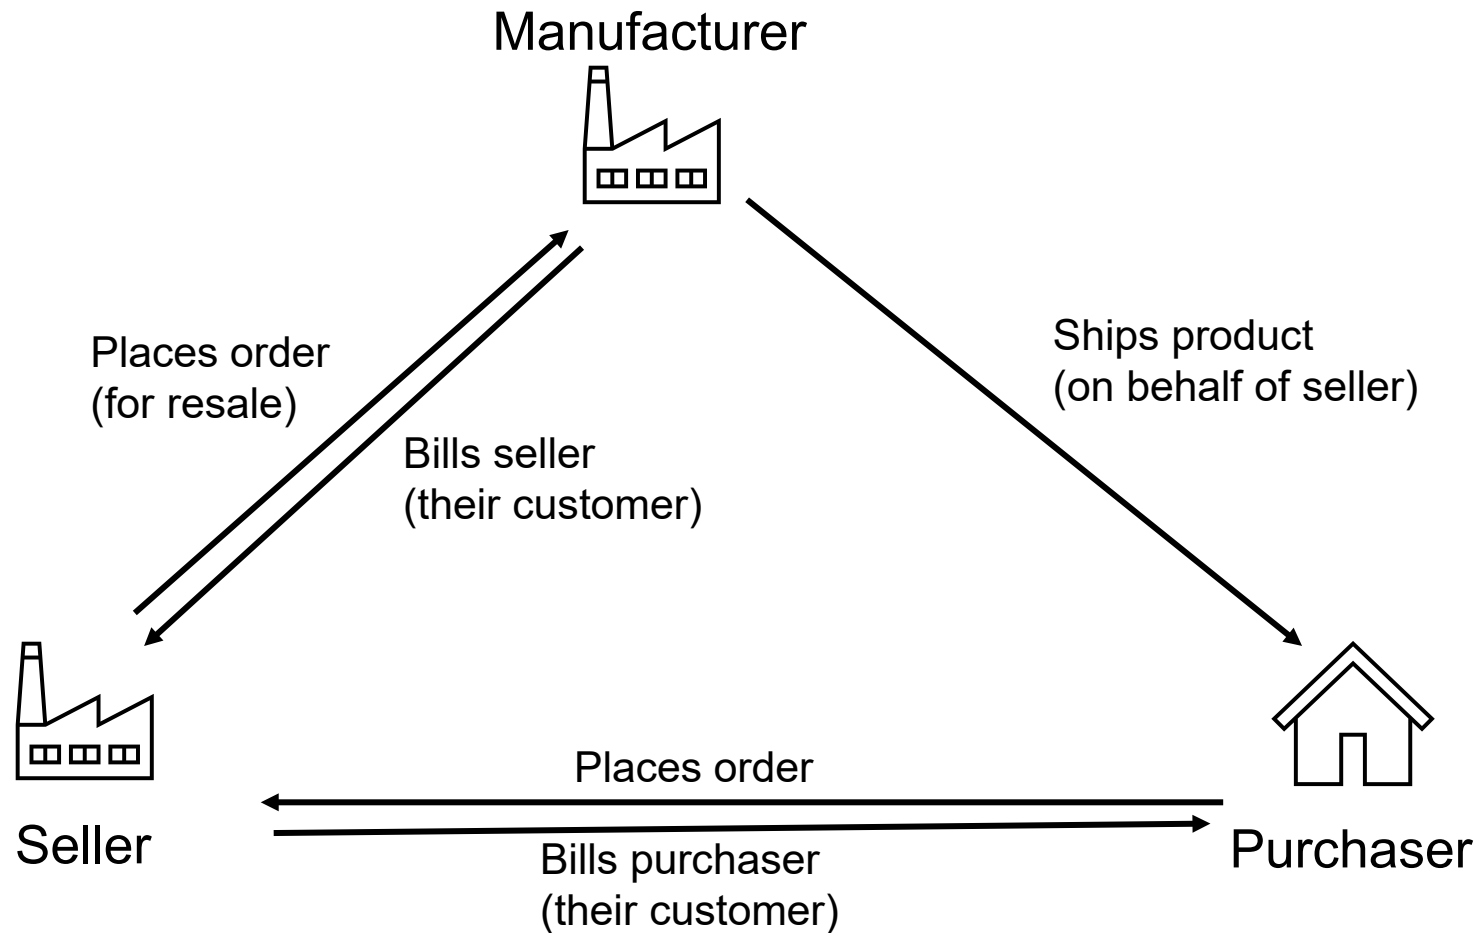 Manufacturer
Places order
(for resale)
Bills seller
(their customer)
Ships product
(on behalf of seller)
Places order
Seller
Bills purchaser
(their customer)
Purchaser